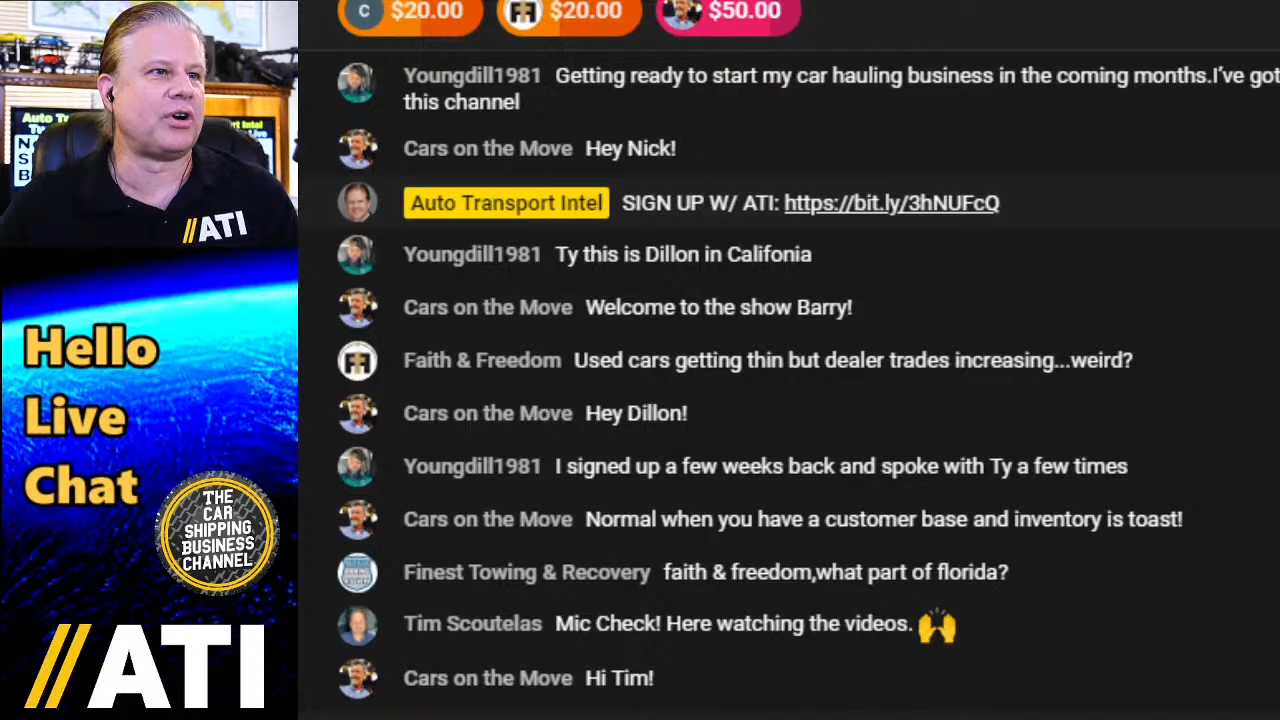 C $20.00 $20.00 $50.00
Youngdill1981 Getting ready to start my car hauling business in the coming months.I've got
this channel
Cars on the Move Hey Nick!
Auto Transport Intel SIGN UP W/ ATI: https://bit.ly/3hNUFcQ
Youngdill1981 Ty this is Dillon in Califonia
Cars on the Move Welcome to the show Barry!
Faith & Freedom Used cars getting thin but dealer trades increasing...weird?
Cars on the Move Hey Dillon!
Youngdill1981 I signed up a few weeks back and spoke with Ty a few times
Cars on the Move Normal when you have a customer base and inventory is toast!
Finest Towing & Recovery faith & freedom,what part of florida?
Tim Scoutelas Mic Check! Here watching the videos. 🙌
Cars on the Move Hi Tim!
Auto
N
S
B
Intel
Live
//ATI
Hello
Live
Chat
THE
CAR
SHIPPING
BUSINESS
CHANNEL
//ATI